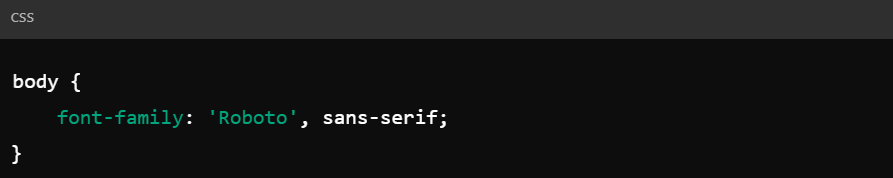 CSS
body {
    font-family: 'Roboto', sans-serif;
}